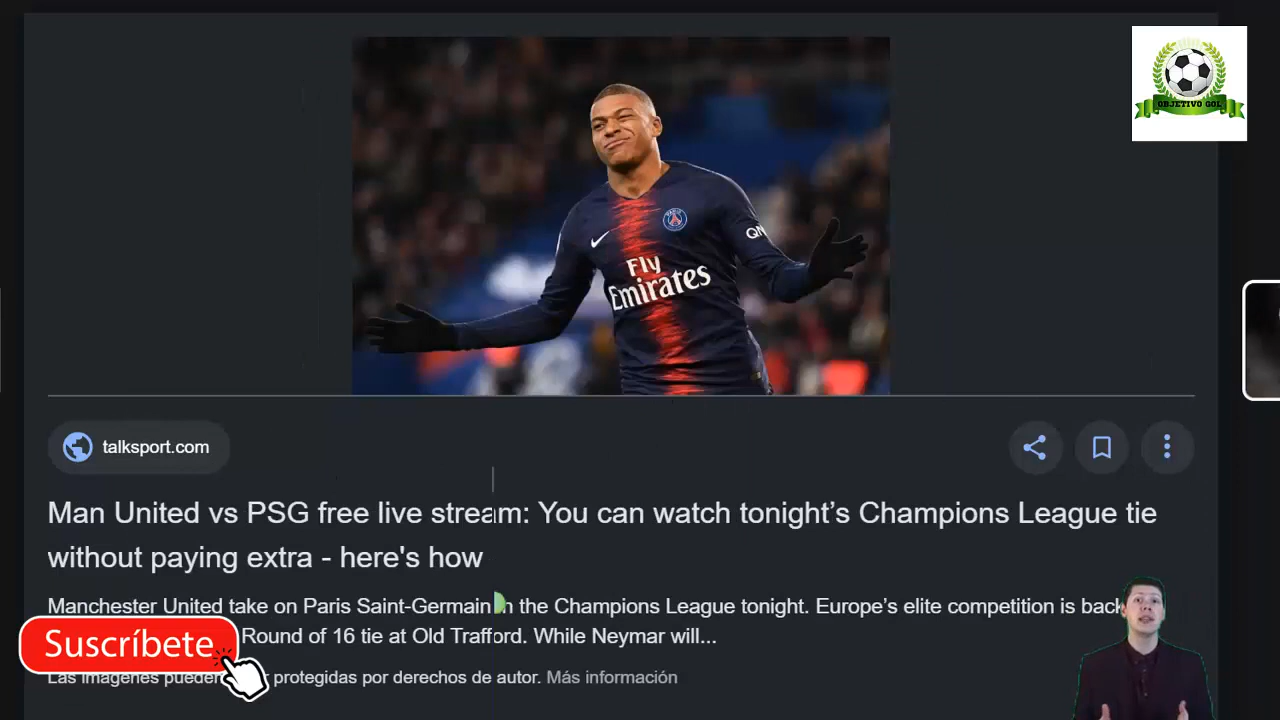 OBJETIVO GOL
PARIS
QN
Fly
Emirates
talksport.com
Man United vs PSG free live stream: You can watch tonight's Champions League tie
without paying extra - here's how
Manchester United take on Paris Saint-Germain in the Champions League tonight. Europe's elite competition is back
Round of 16 tie at Old Trafford. While Neymar will...
Suscríbete
Las imágenes pueden protegidas por derechos de autor. Más información